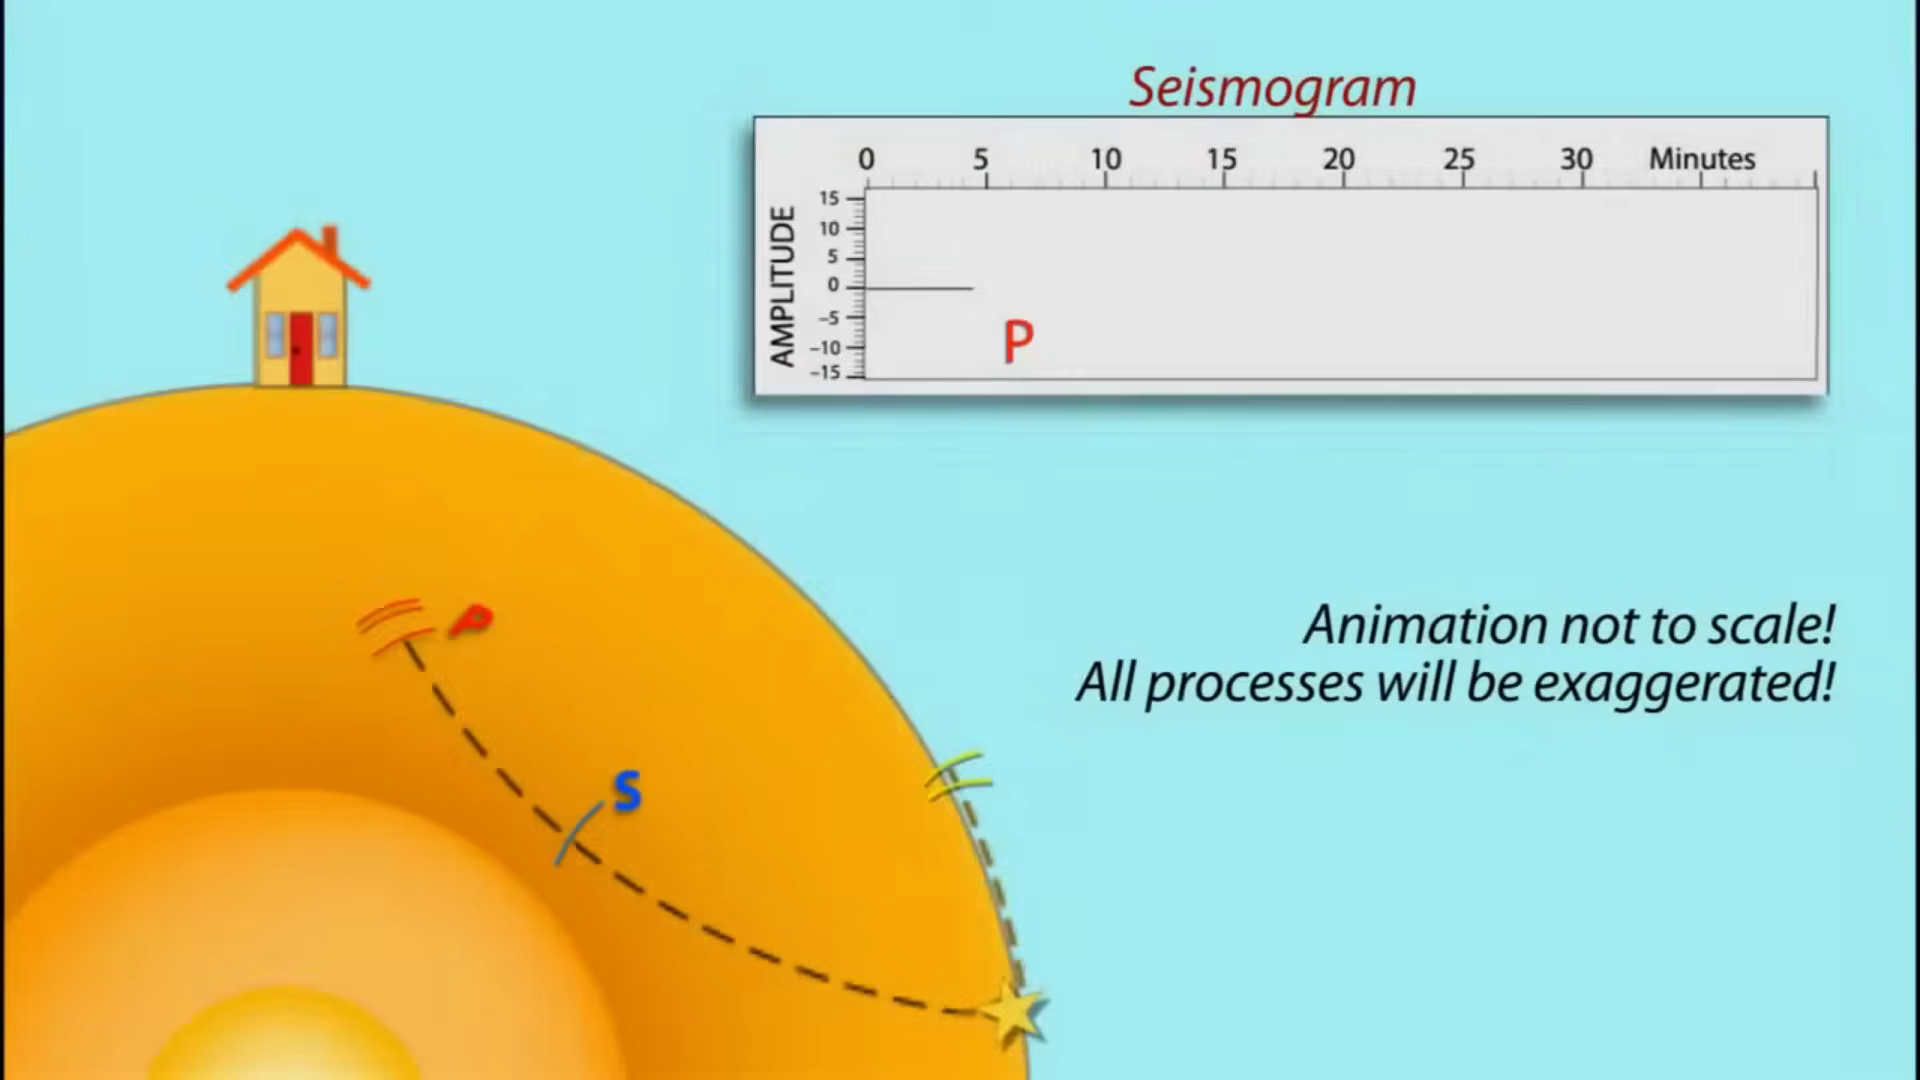 Seismogram
0 5 10 15 20 25 30 Minutes
AMPLITUDE
15
10
5
0
–5
–10
–15
P
P
S
Animation not to scale!
All processes will be exaggerated!